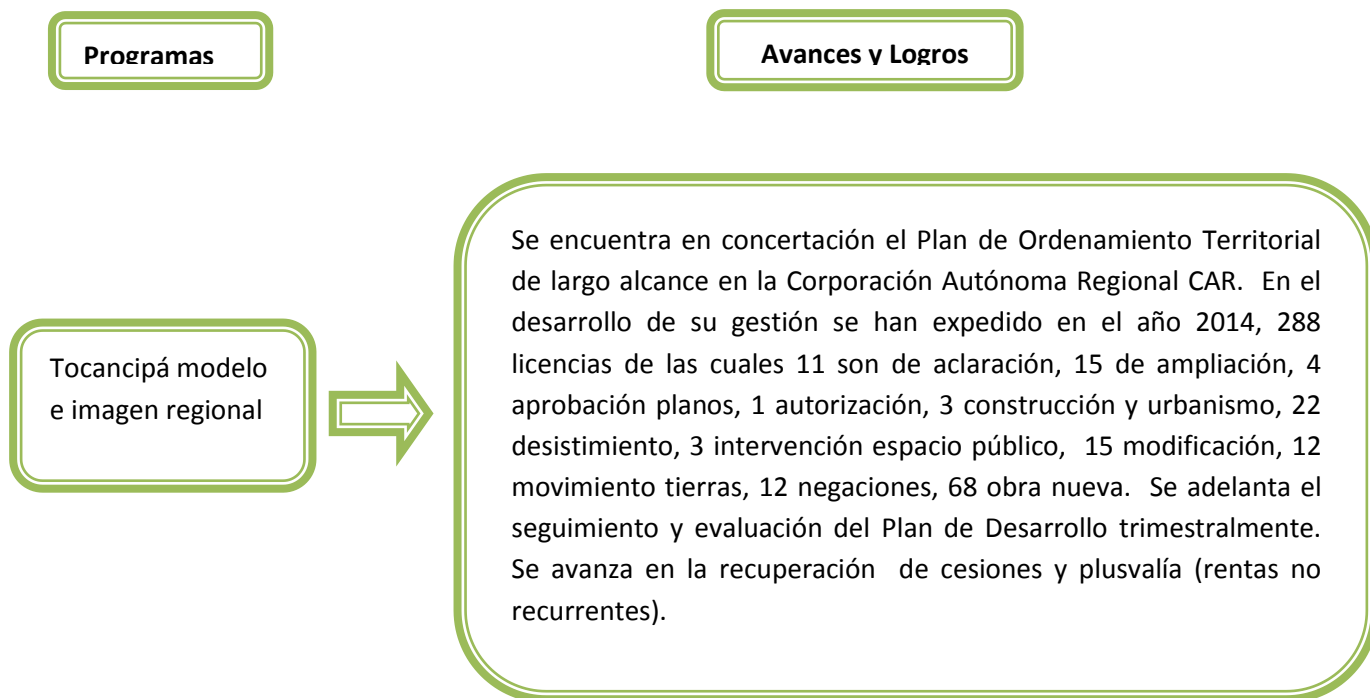 Programas
Avances y Logros
Tocancipá modelo
e imagen regional
Se encuentra en concertación el Plan de Ordenamiento Territorial
de largo alcance en la Corporación Autónoma Regional CAR. En el
desarrollo de su gestión se han expedido en el año 2014, 288
licencias de las cuales 11 son de aclaración, 15 de ampliación, 4
aprobación planos, 1 autorización, 3 construcción y urbanismo, 22
desistimiento, 3 intervención espacio público, 15 modificación, 12
movimiento tierras, 12 negaciones, 68 obra nueva. Se adelanta el
seguimiento y evaluación del Plan de Desarrollo trimestralmente.
Se avanza en la recuperación de cesiones y plusvalía (rentas no
recurrentes).